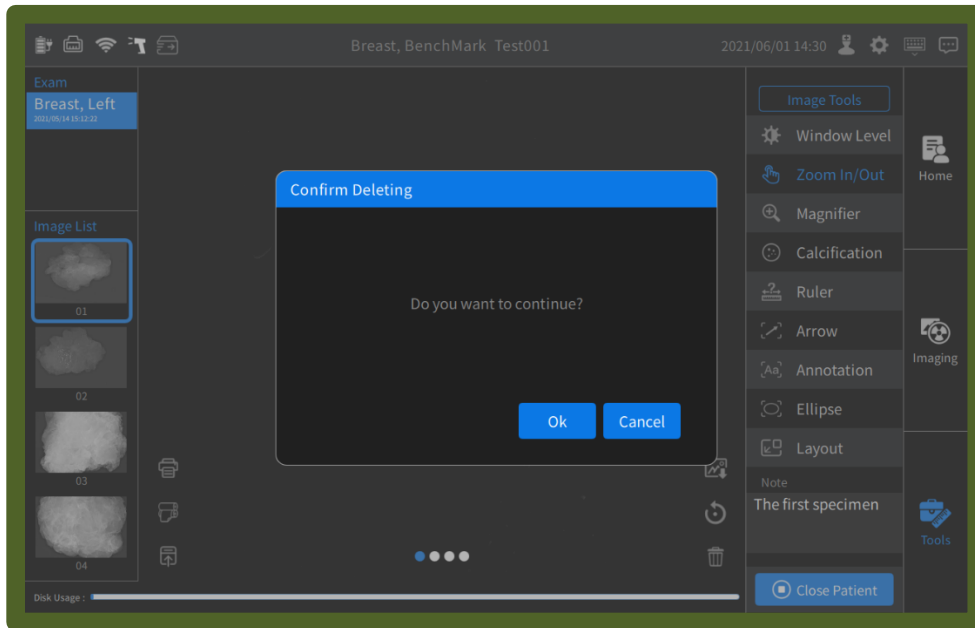 Breast, BenchMark Test001
2021/06/01 14:30
Exam
Breast, Left
2021/05/14 15:12:22
Image List
01
02
03
04
Confirm Deleting
Do you want to continue?
Ok
Cancel
Image Tools
Window Level
Zoom In/Out
Magnifier
Calcification
Ruler
Arrow
Annotation
Ellipse
Layout
Note
The first specimen
Close Patient
Home
Imaging
Tools
Disk Usage :